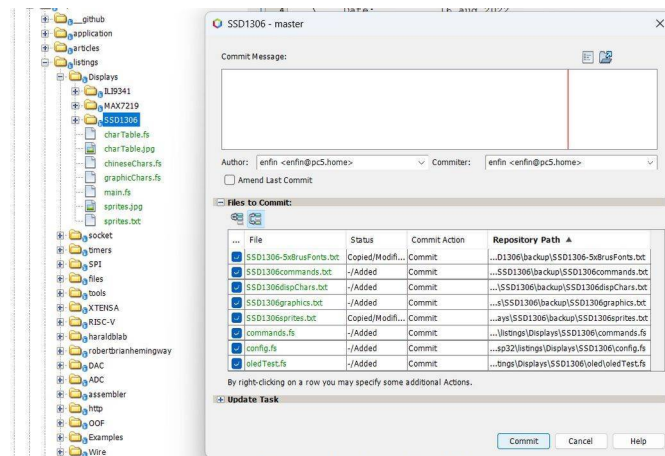 __github
application
articles
listings
Displays
ILI9341
MAX7219
SSD1306
charTable.fs
charTable.jpg
chineseChars.fs
graphicChars.fs
main.fs
sprites.jpg
sprites.txt
socket
timers
SPI
files
tools
XTENSA
RISC-V
haraldblab
robertbrianhemingway
DAC
ADC
assembler
http
OOF
Examples
Wire
4 \ Date: 16 aug 2022
SSD1306 - master
Commit Message:
Author: enfin <enfin@pc5.home> Commiter: enfin <enfin@pc5.home>
Amend Last Commit
Files to Commit:
... File Status Commit Action Repository Path
SSD1306-5x8rusFonts.txt Copied/Modifi... Commit ...D1306\backup\SSD1306-5x8rusFonts.txt
SSD1306commands.txt -/Added Commit ...SSD1306\backup\SSD1306commands.txt
SSD1306dispChars.txt -/Added Commit ...\SSD1306\backup\SSD1306dispChars.txt
SSD1306graphics.txt -/Added Commit ...s\SSD1306\backup\SSD1306graphics.txt
SSD1306sprites.txt Copied/Modifi... Commit ...ays\SSD1306\backup\SSD1306sprites.txt
commands.fs -/Added Commit ...\listings\Displays\SSD1306\commands.fs
config.fs -/Added Commit ...sp32\listings\Displays\SSD1306\config.fs
oledTest.fs -/Added Commit ...tings\Displays\SSD1306\oled\oledTest.fs
By right-clicking on a row you may specify some additional Actions.
Update Task
Commit Cancel Help